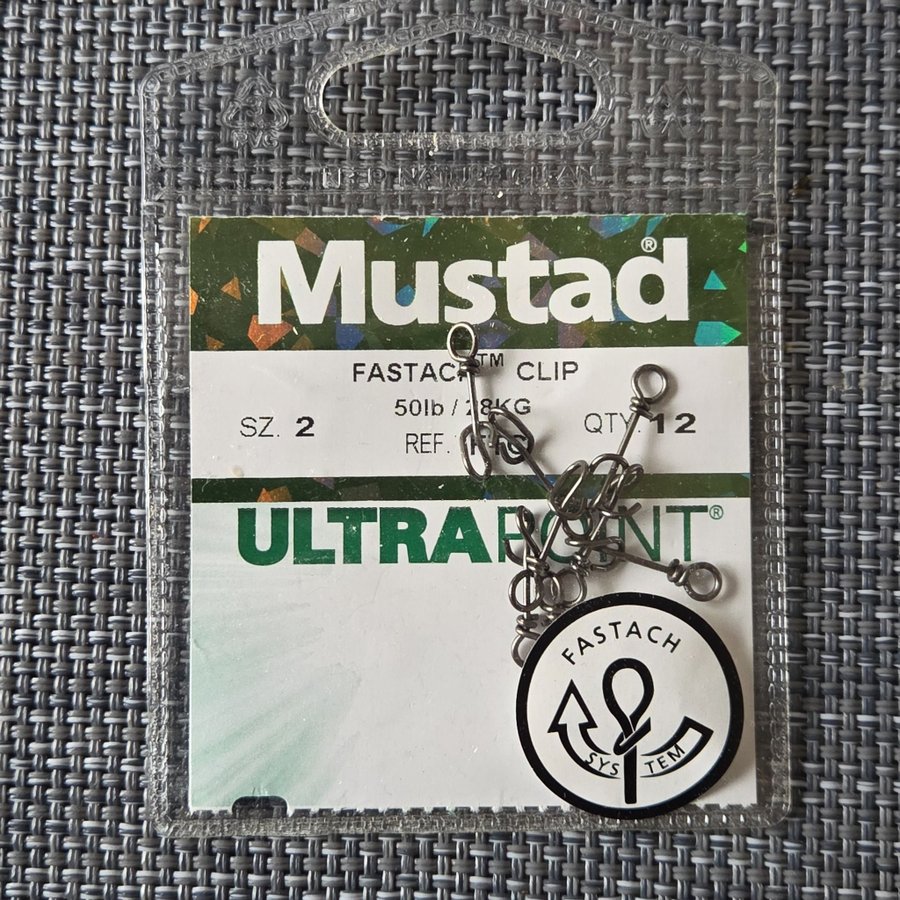 Mustad®
FASTACH™ CLIP
50lb / 28KG
SZ. 2
QTY. 12
REF.
ULTRAPOINT®
FASTACH
SYSTEM